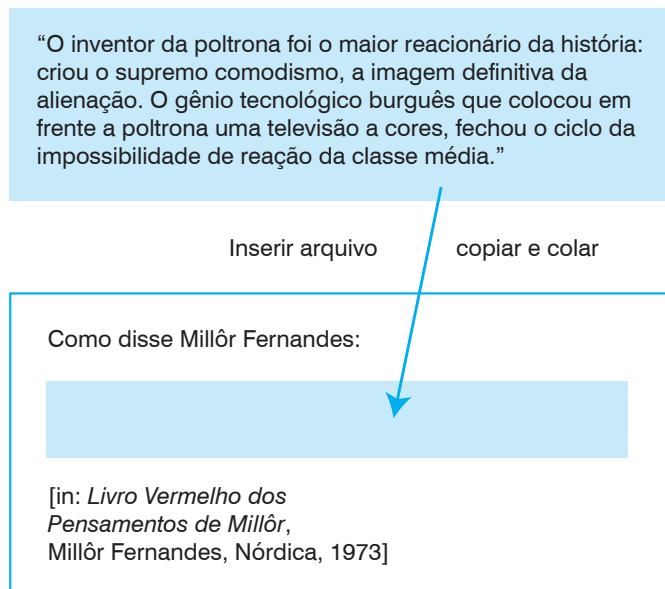 “O inventor da poltrona foi o maior reacionário da história:
criou o supremo comodismo, a imagem definitiva da
alienação. O gênio tecnológico burguês que colocou em
frente a poltrona uma televisão a cores, fechou o ciclo da
impossibilidade de reação da classe média.”
Inserir arquivo copiar e colar
Como disse Millôr Fernandes:
[in: Livro Vermelho dos
Pensamentos de Millôr,
Millôr Fernandes, Nórdica, 1973]